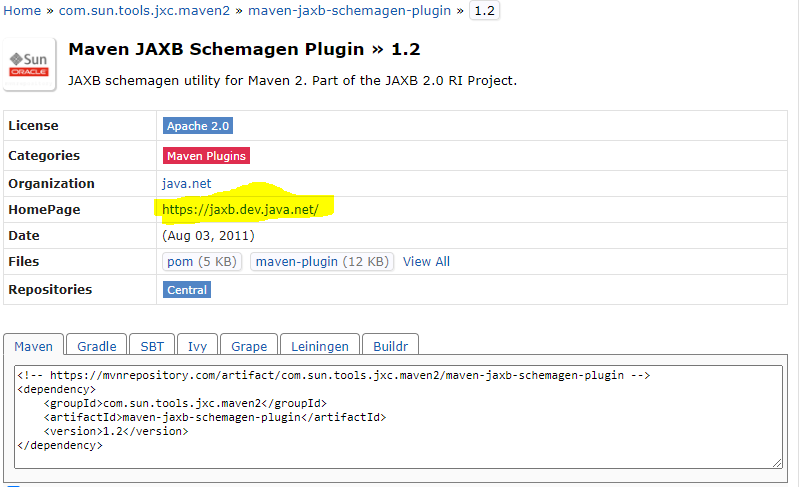 Home » com.sun.tools.jxc.maven2 » maven-jaxb-schemagen-plugin » 1.2
Sun
ORACLE
Maven JAXB Schemagen Plugin » 1.2
JAXB schemagen utility for Maven 2. Part of the JAXB 2.0 RI Project.
License Apache 2.0
Categories Maven Plugins
Organization java.net
HomePage https://jaxb.dev.java.net/
Date (Aug 03, 2011)
Files pom (5 KB) maven-plugin (12 KB) View All
Repositories Central
Maven Gradle SBT Ivy Grape Leiningen Buildr
<!-- https://mvnrepository.com/artifact/com.sun.tools.jxc.maven2/maven-jaxb-schemagen-plugin -->
<dependency>
<groupId>com.sun.tools.jxc.maven2</groupId>
<artifactId>maven-jaxb-schemagen-plugin</artifactId>
<version>1.2</version>
</dependency>